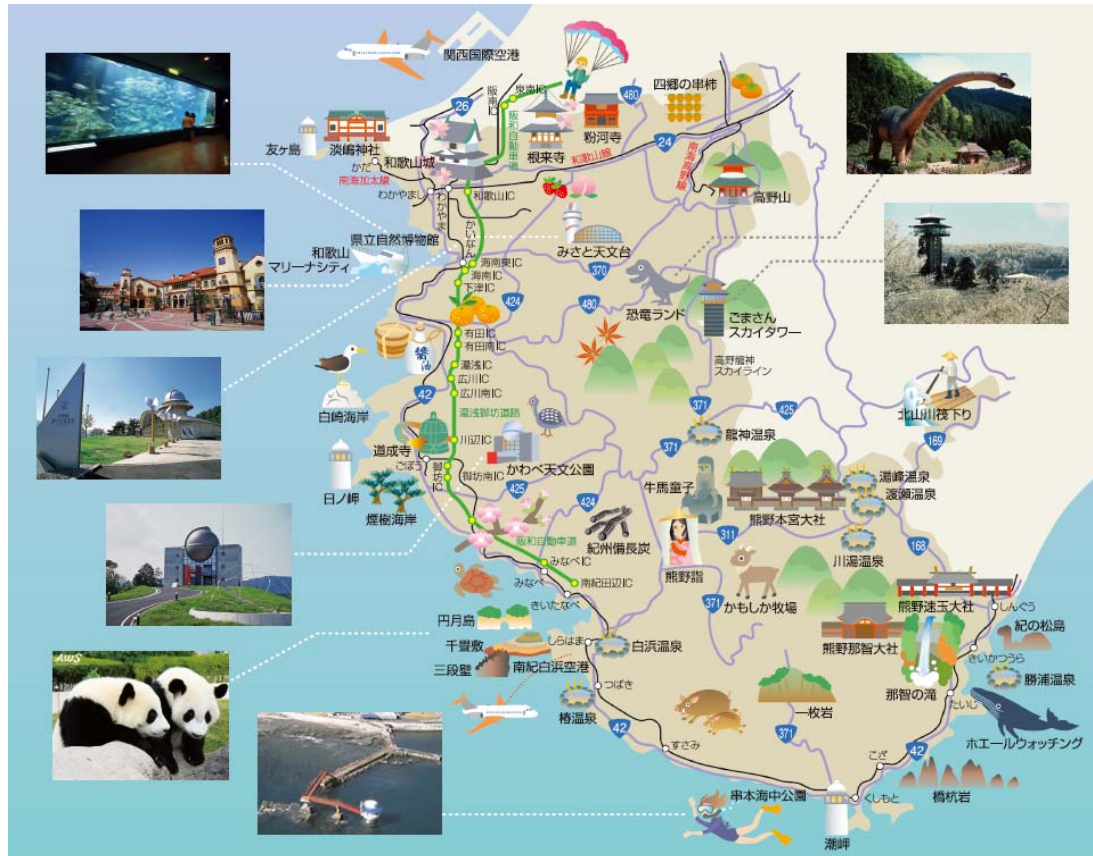 関西国際空港
阪南IC
泉南IC
26
阪和自動車道
480
四郷の串柿
友ヶ島
淡嶋神社
かだ
南海加太線
和歌山城
わかやまし
わかやま
根来寺
粉河寺
和歌山線
24
南海高野線
高野山
和歌山IC
かいなん
みさと天文台
和歌山
マリーナシティ
県立自然博物館
海南東IC
海南IC
下津IC
370
424
480
恐竜ランド
ごまさん
スカイタワー
有田IC
有田南IC
醤油
湯浅IC
広川IC
広川南IC
高野龍神
スカイライン
42
白崎海岸
湯浅御坊道路
371
425
北山川筏下り
169
道成寺
川辺IC
ごぼう
御坊IC
御坊南IC
かわべ天文公園
371
龍神温泉
日ノ岬
煙樹海岸
425
424
牛馬童子
熊野本宮大社
湯峰温泉
渡瀬温泉
阪和自動車道
紀州備長炭
311
川湯温泉
168
みなべIC
みなべ
南紀田辺IC
きいたなべ
熊野詣
かもしか牧場
371
熊野速玉大社
しんぐう
円月島
千畳敷
三段壁
しらはま
南紀白浜空港
白浜温泉
熊野那智大社
那智の滝
紀の松島
きいかつうら
勝浦温泉
たいじ
AWS
つばき
椿温泉
42
すさみ
一枚岩
371
ホエールウォッチング
こざ
42
橋杭岩
串本海中公園
くしもと
潮岬